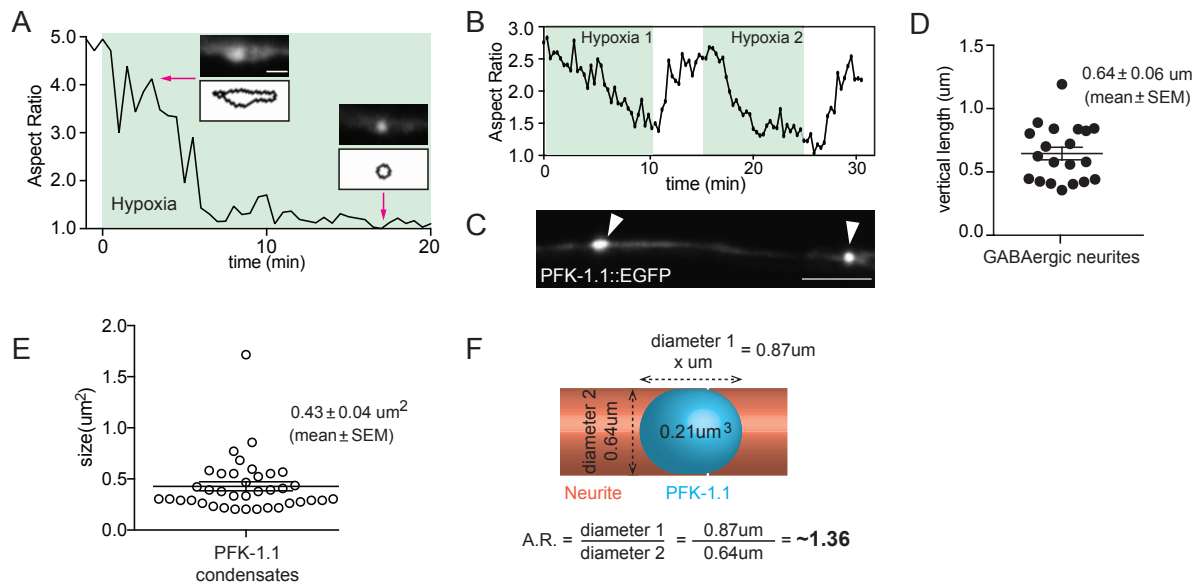 A
5.0
4.0
3.0
2.0
1.0
Aspect Ratio
Hypoxia
0
10
20
time (min)
B
3.0
2.5
2.0
1.5
1.0
Aspect Ratio
Hypoxia 1
Hypoxia 2
0
10
20
30
time (min)
C
PFK-1.1::EGFP
D
1.5
1.0
0.5
0.0
vertical length (um)
0.64 ± 0.06 um
(mean ± SEM)
GABAergic neurites
E
2.0
1.5
1.0
0.5
0.0
size(um²)
0.43 ± 0.04 um²
(mean ± SEM)
PFK-1.1
condensates
F
diameter 1
x um
= 0.87um
diameter 2
0.64um
0.21um³
Neurite
PFK-1.1
A.R. = diameter 1 / diameter 2 = 0.87um / 0.64um = ~1.36